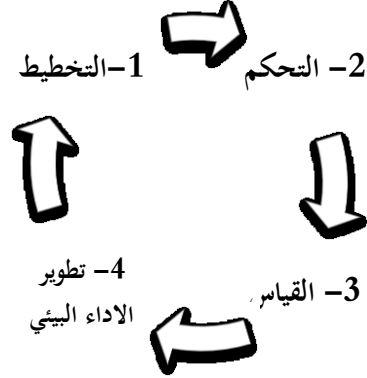 1-التخطيط
2- التحكم
3- القياس
4- تطوير
الاداء البيئي